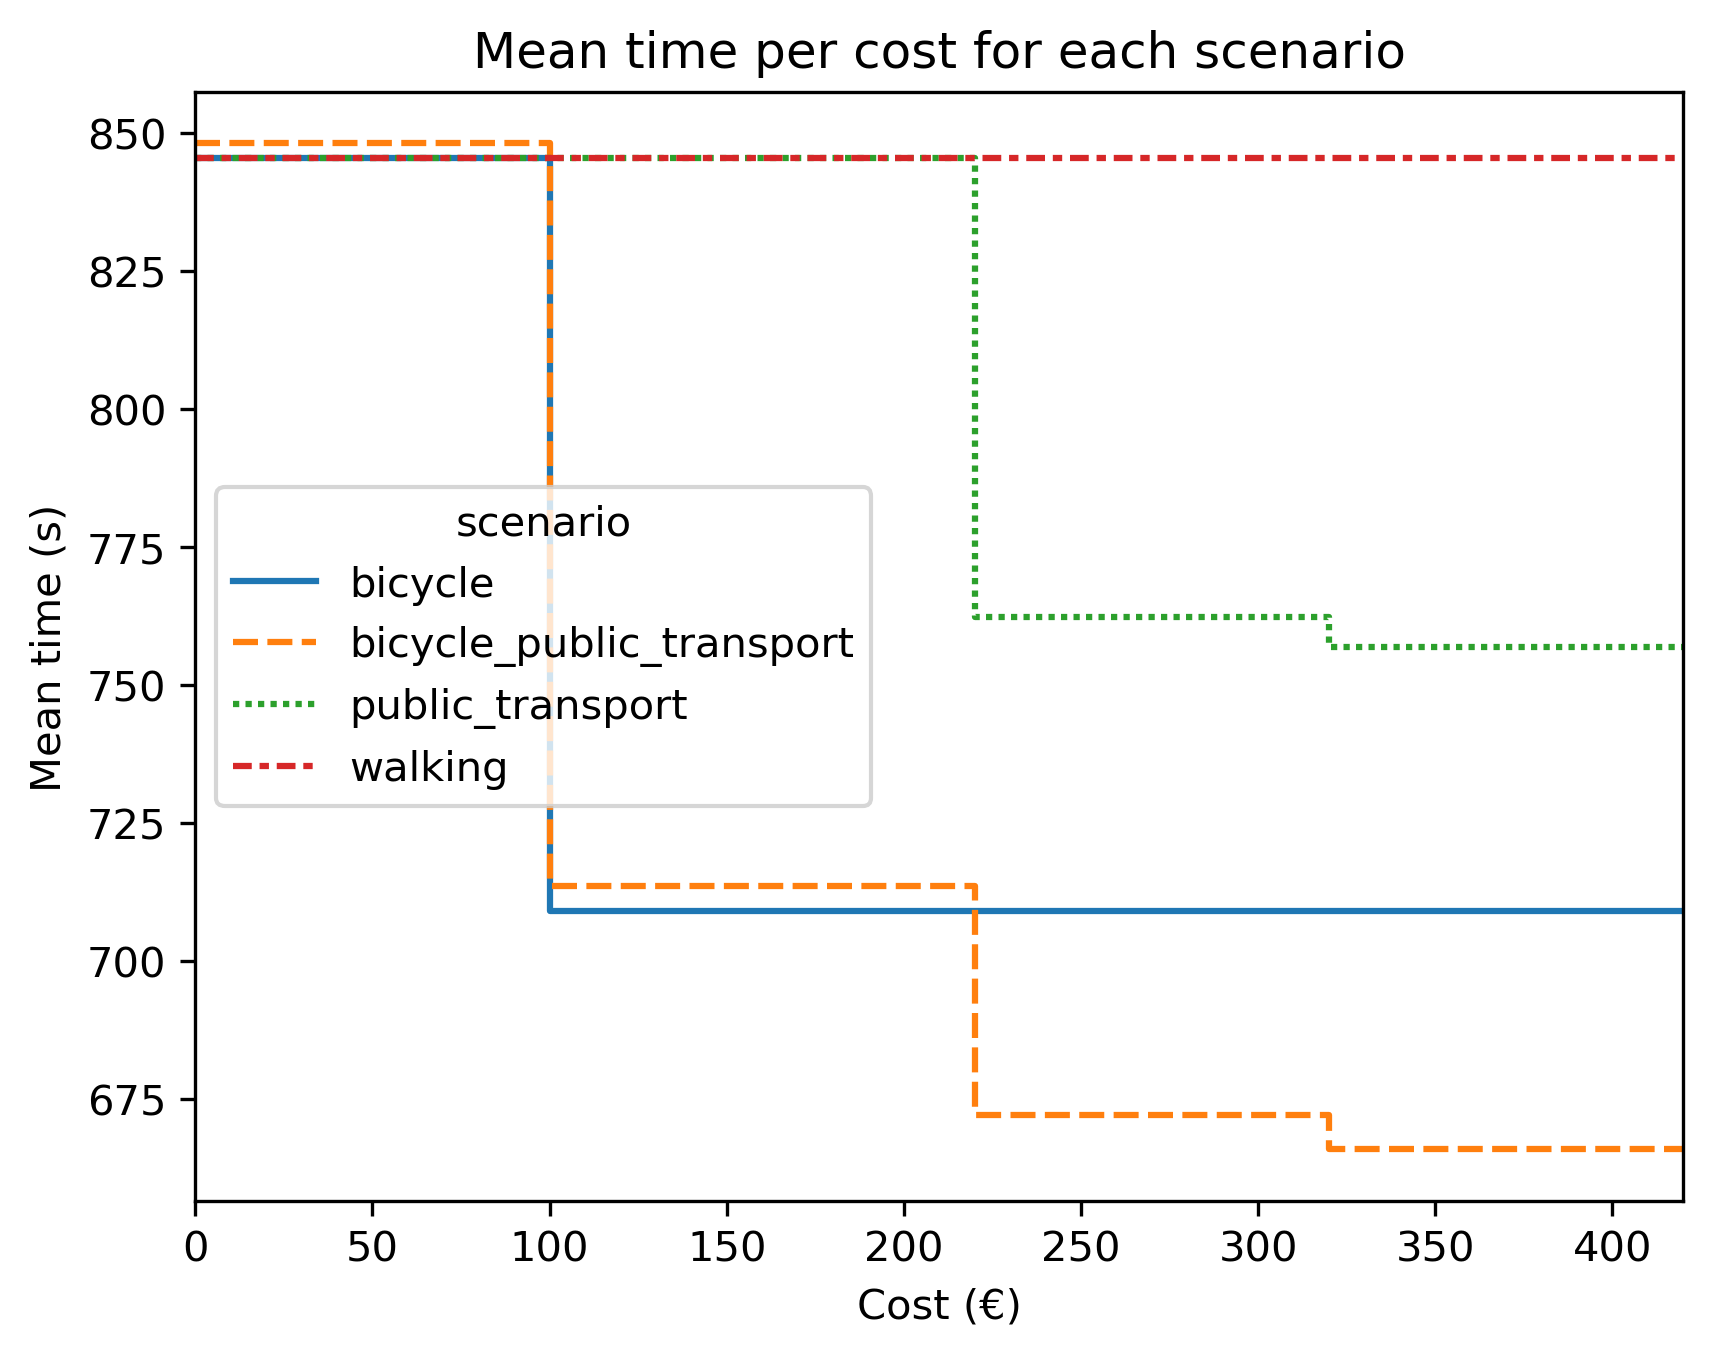 Mean time per cost for each scenario
850
825
800
775
750
725
700
675
Mean time (s)
scenario
bicycle
bicycle_public_transport
public_transport
walking
0 50 100 150 200 250 300 350 400
Cost (€)